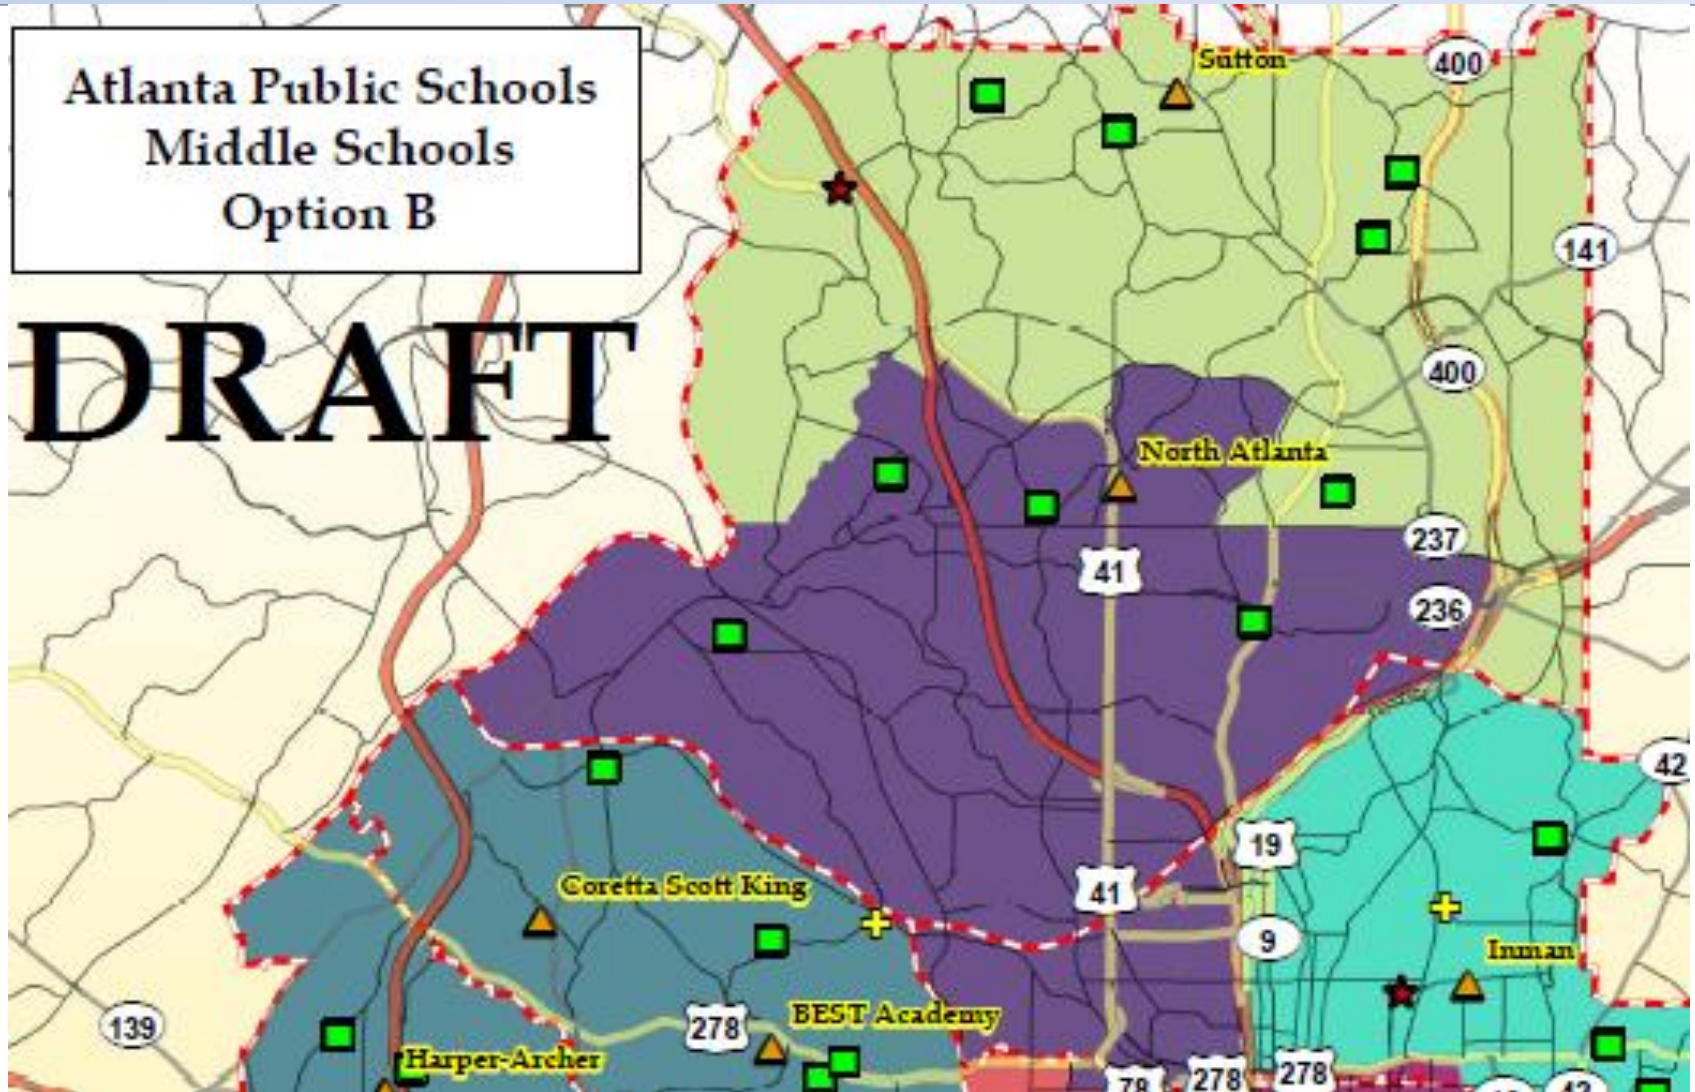 Atlanta Public Schools
Middle Schools
Option B
DRAFT
Sutton
400
141
400
North Atlanta
237
41
236
42
19
Coretta Scott King
41
9
Inman
139
278
BEST Academy
Harper-Archer
78
278
278